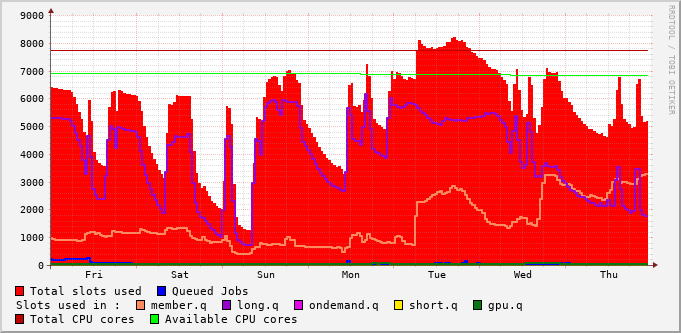 9000
8000
7000
6000
5000
4000
3000
2000
1000
0
Fri Sat Sun Mon Tue Wed Thu
RRDTOOL / TOBI OETIKER
Total slots used Queued Jobs
Slots used in : member.q long.q ondemand.q short.q gpu.q
Total CPU cores Available CPU cores